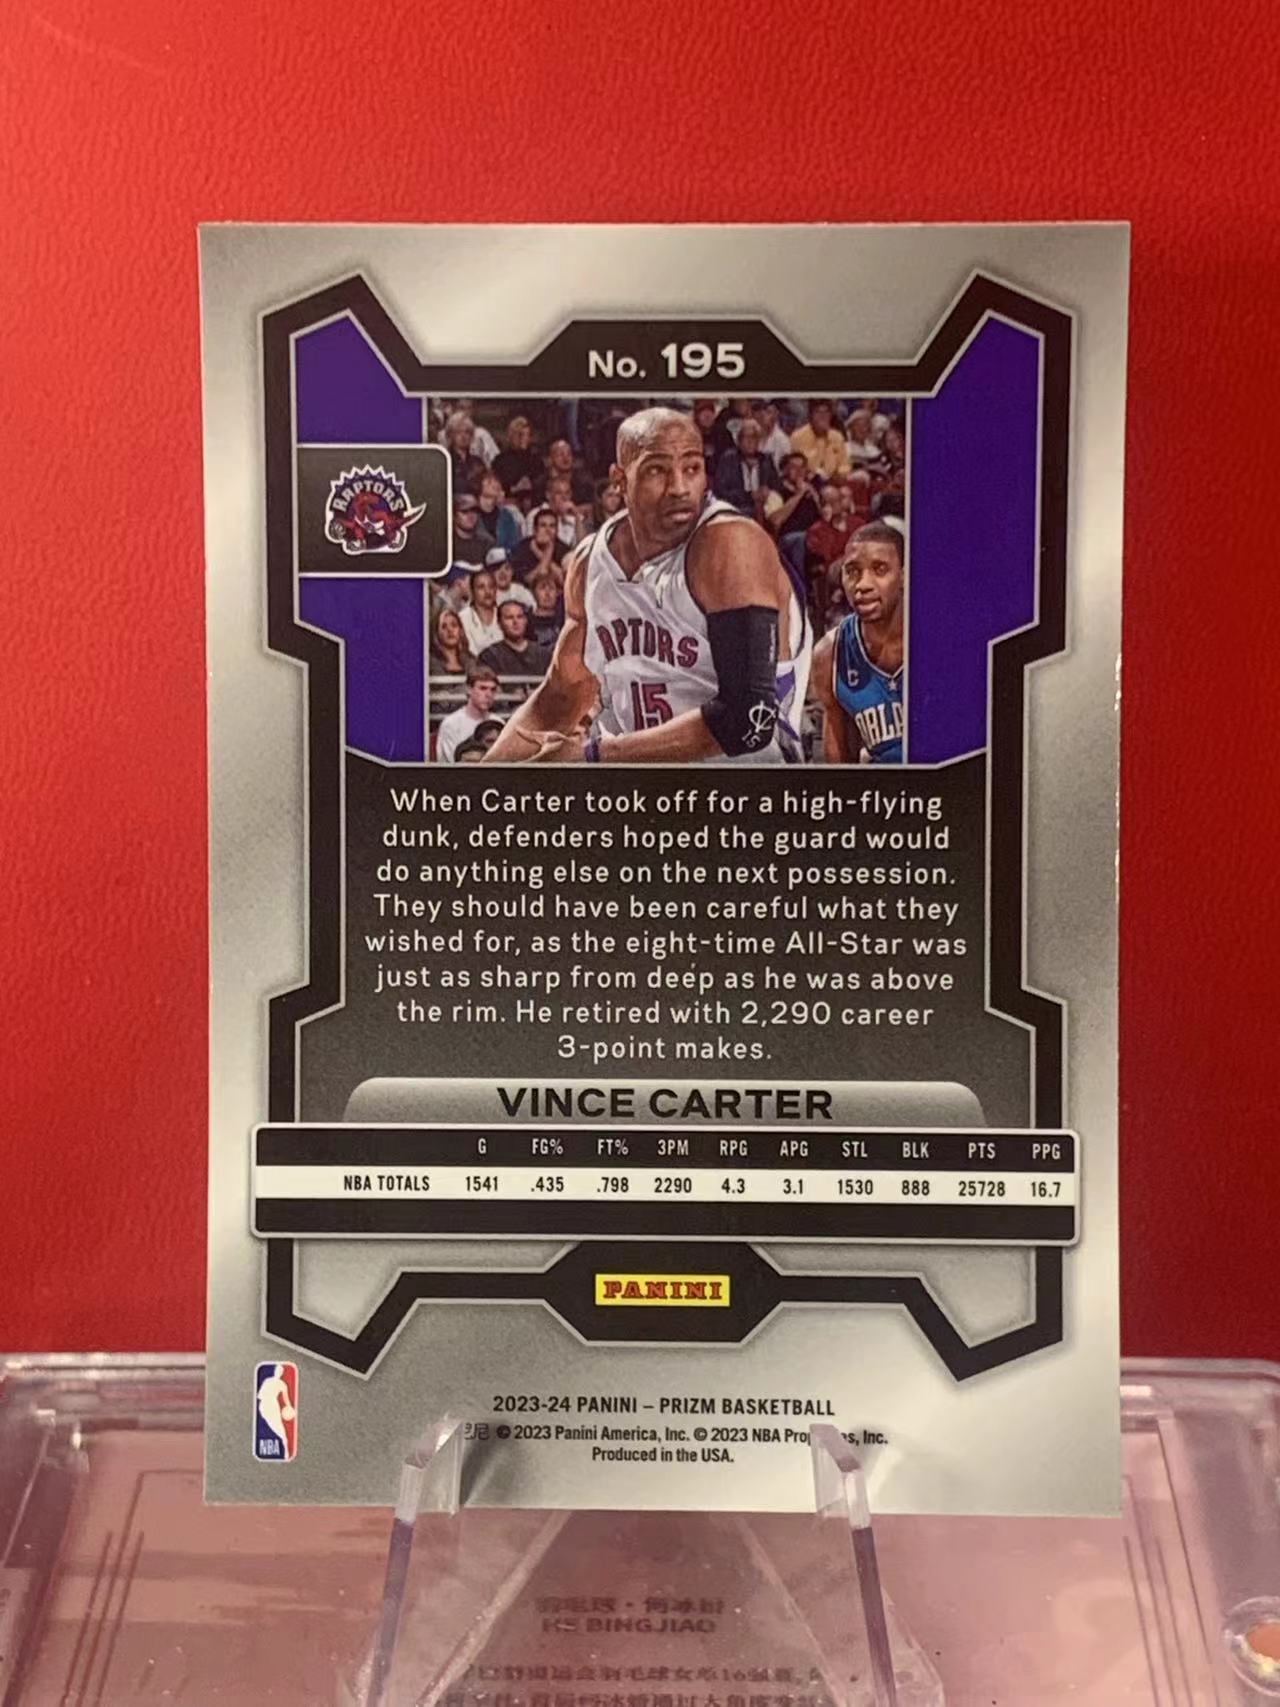 No. 195
RAPTORS
RAPTORS
15
C
ORLA
VC
15
When Carter took off for a high-flying
dunk, defenders hoped the guard would
do anything else on the next possession.
They should have been careful what they
wished for, as the eight-time All-Star was
just as sharp from deep as he was above
the rim. He retired with 2,290 career
3-point makes.
VINCE CARTER
G FG% FT% 3PM RPG APG STL BLK PTS PPG
NBA TOTALS 1541 .435 .798 2290 4.3 3.1 1530 888 25728 16.7
PANINI
NBA
2023-24 PANINI – PRIZM BASKETBALL
尼 © 2023 Panini America, Inc. © 2023 NBA Inc.
Produced in the USA.
HE BINGJIAO